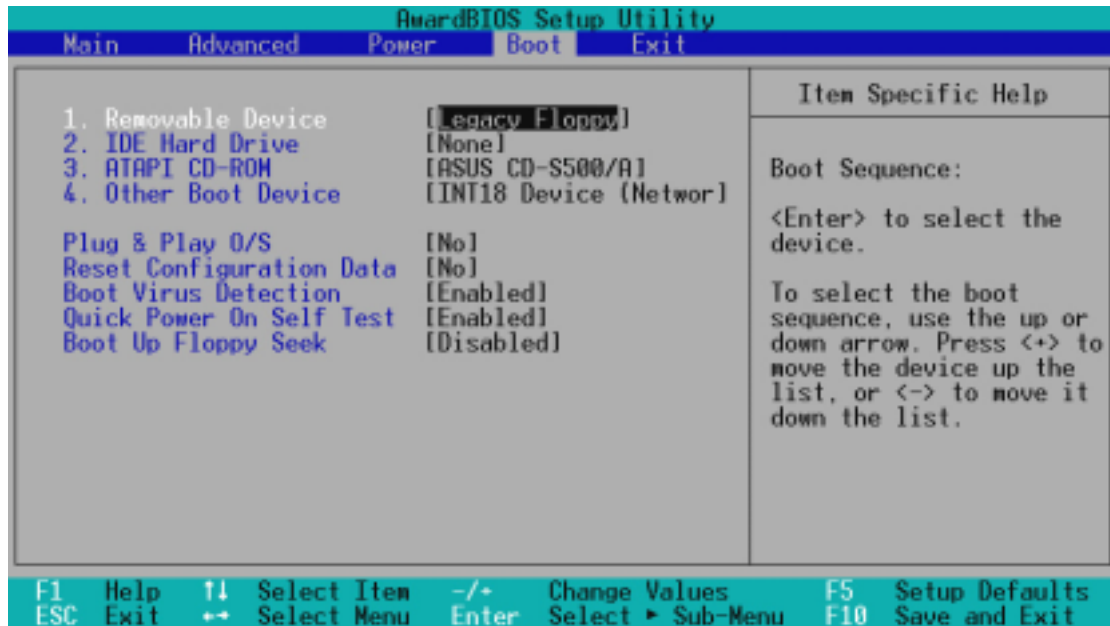 AwardBIOS Setup Utility
Main Advanced Power Boot Exit
1. Removable Device [Legacy Floppy]
2. IDE Hard Drive [None]
3. ATAPI CD-ROM [ASUS CD-S500/A]
4. Other Boot Device [INT18 Device (Networ]
Plug & Play O/S [No]
Reset Configuration Data [No]
Boot Virus Detection [Enabled]
Quick Power On Self Test [Enabled]
Boot Up Floppy Seek [Disabled]
Item Specific Help
Boot Sequence:
<Enter> to select the
device.
To select the boot
sequence, use the up or
down arrow. Press <+> to
move the device up the
list, or <-> to move it
down the list.
F1 Help ↑↓ Select Item -/+ Change Values F5 Setup Defaults
ESC Exit ←→ Select Menu Enter Select ► Sub-Menu F10 Save and Exit